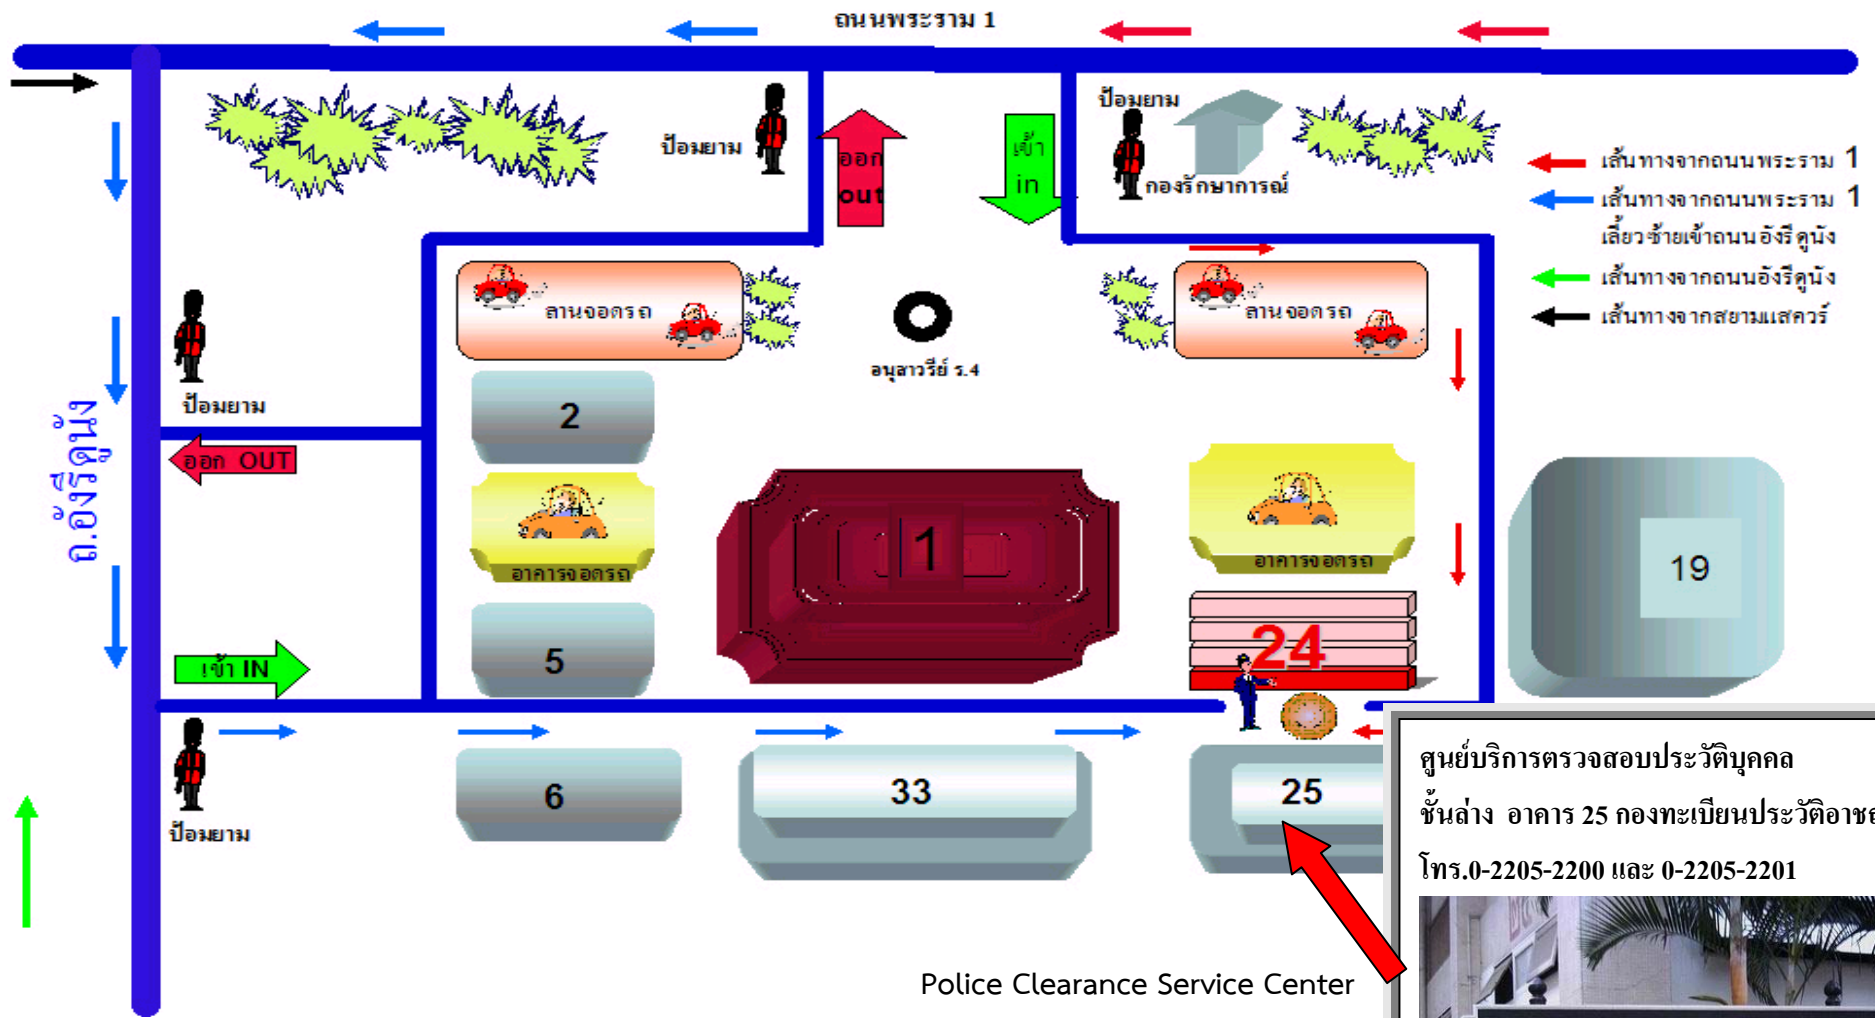 ถนนพระราม 1
ป้อมยาม
ออก
out
เข้า
in
ป้อมยาม
กองรักษาการณ์
เส้นทางจากถนนพระราม 1
เส้นทางจากถนนพระราม 1
เลี้ยวซ้ายเข้าถนนอังรีดูนัง
เส้นทางจากถนนอังรีดูนัง
เส้นทางจากสยามแสควร์
ลานจอดรถ
ลานจอดรถ
อนุสาวรีย์ ร.4
ป้อมยาม
ถ.อังรีดูนัง
ออก OUT
2
อาคารจอดรถ
1
อาคารจอดรถ
19
5
24
เข้า IN
6
33
25
ป้อมยาม
ศูนย์บริการตรวจสอบประวัติบุคคล
ชั้นล่าง อาคาร 25 กองทะเบียนประวัติอาชญ
โทร.0-2205-2200 และ 0-2205-2201
Police Clearance Service Center